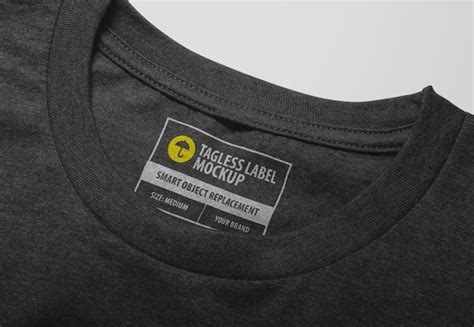 TAGLESS LABEL
MOCKUP
SMART OBJECT REPLACEMENT
SIZE: MEDIUM
YOUR BRAND